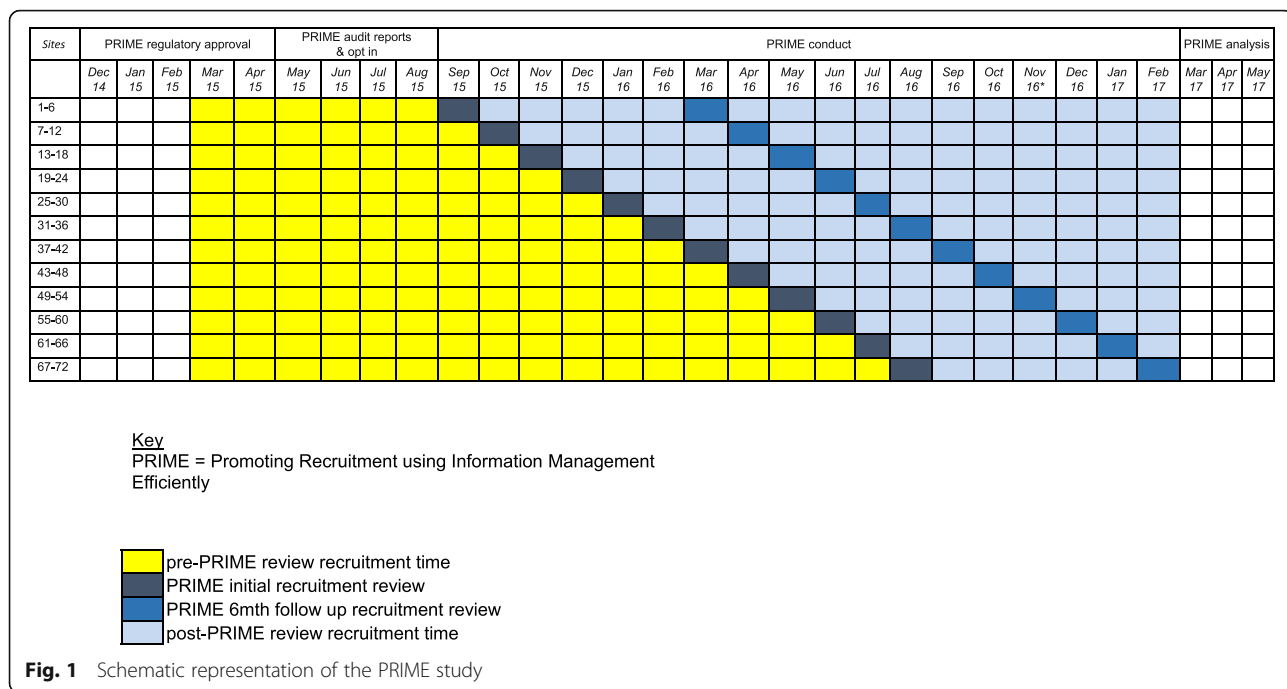 Sites PRIME regulatory approval PRIME audit reports & opt in PRIME conduct PRIME analysis
Dec 14 Jan 15 Feb 15 Mar 15 Apr 15 May 15 Jun 15 Jul 15 Aug 15 Sep 15 Oct 15 Nov 15 Dec 15 Jan 16 Feb 16 Mar 16 Apr 16 May 16 Jun 16 Jul 16 Aug 16 Sep 16 Oct 16 Nov 16* Dec 16 Jan 17 Feb 17 Mar 17 Apr 17 May 17
1-6
7-12
13-18
19-24
25-30
31-36
37-42
43-48
49-54
55-60
61-66
67-72
Key
PRIME = Promoting Recruitment using Information Management
Efficiently
pre-PRIME review recruitment time
PRIME initial recruitment review
PRIME 6mth follow up recruitment review
post-PRIME review recruitment time
Fig. 1 Schematic representation of the PRIME study